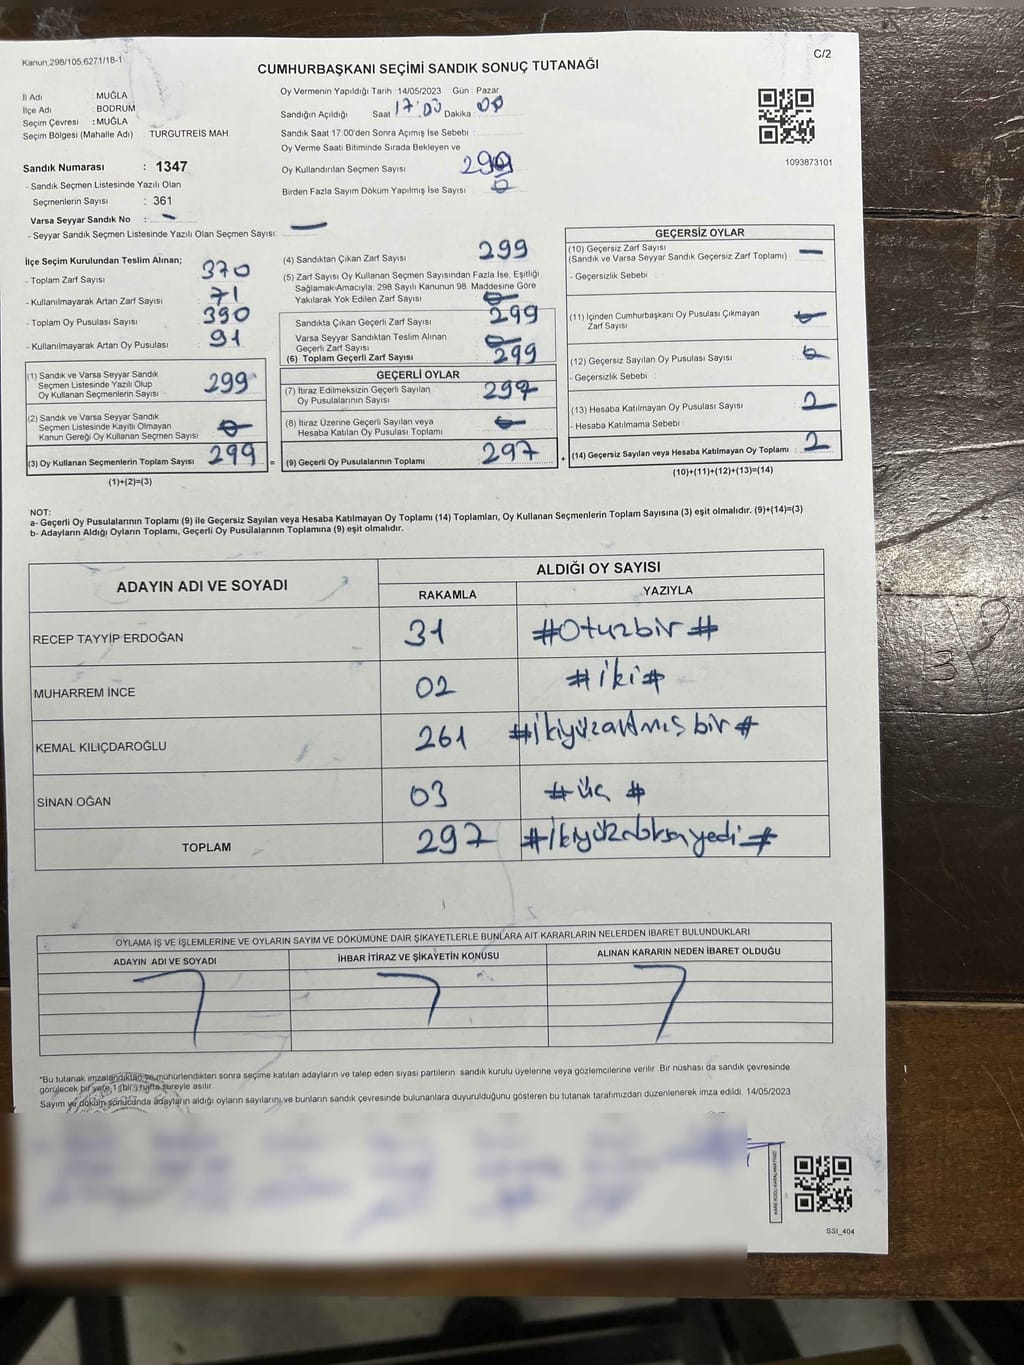 Kanun,298/105,6271/18-1
C/2
CUMHURBAŞKANI SEÇİMİ SANDIK SONUÇ TUTANAĞI
İl Adı : MUĞLA
İlçe Adı : BODRUM
Seçim Çevresi : MUĞLA
Seçim Bölgesi (Mahalle Adı) : TURGUTREİS MAH
Sandık Numarası : 1347
- Sandık Seçmen Listesinde Yazılı Olan
Seçmenlerin Sayısı : 361
Varsa Seyyar Sandık No : -
- Seyyar Sandık Seçmen Listesinde Yazılı Olan Seçmen Sayısı: -
Oy Vermenin Yapıldığı Tarih : 14/05/2023 Gün : Pazar
Sandığın Açıldığı Saat 17:03 Dakika
Sandık Saat 17.00'den Sonra Açmış İse Sebebi :
Oy Verme Saati Bitiminde Sırada Bekleyen ve
Oy Kullandırılan Seçmen Sayısı 299
Birden Fazla Sayım Döküm Yapılmış İse Sayısı : 0
1093873101
İlçe Seçim Kurulundan Teslim Alınan;
- Toplam Zarf Sayısı : 370
- Kullanılmayarak Artan Zarf Sayısı : 71
- Toplam Oy Pusulası Sayısı : 390
- Kullanılmayarak Artan Oy Pusulası : 91
(1) Sandık ve Varsa Seyyar Sandık
Seçmen Listesinde Yazılı Olup
Oy Kullanan Seçmenlerin Sayısı : 299
(2) Sandık ve Varsa Seyyar Sandık
Seçmen Listesinde Kayıtlı Olmayan
Kanun Gereği Oy Kullanan Seçmen Sayısı : 0
(3) Oy Kullanan Seçmenlerin Toplam Sayısı : 299 =
(1)+(2)=(3)
(4) Sandıktan Çıkan Zarf Sayısı : 299
(5) Zarf Sayısı Oy Kullanan Seçmen Sayısından Fazla İse, Eşitliği
Sağlamak Amacıyla, 298 Sayılı Kanunun 98. Maddesine Göre
Yakılarak Yok Edilen Zarf Sayısı : 0
Sandıkta Çıkan Geçerli Zarf Sayısı : 299
Varsa Seyyar Sandıktan Teslim Alınan
Geçerli Zarf Sayısı : 0
(6) Toplam Geçerli Zarf Sayısı : 299
GEÇERLİ OYLAR
(7) İtiraz Edilmeksizin Geçerli Sayılan
Oy Pusulalarının Sayısı : 297
(8) İtiraz Üzerine Geçerli Sayılan veya
Hesaba Katılan Oy Pusulası Toplamı : 0
(9) Geçerli Oy Pusulalarının Toplamı : 297 +
GEÇERSİZ OYLAR
(10) Geçersiz Zarf Sayısı
(Sandık ve Varsa Seyyar Sandık Geçersiz Zarf Toplamı) : -
- Geçersizlik Sebebi :
(11) İçinden Cumhurbaşkanı Oy Pusulası Çıkmayan
Zarf Sayısı : 0
(12) Geçersiz Sayılan Oy Pusulası Sayısı : 0
- Geçersizlik Sebebi :
(13) Hesaba Katılmayan Oy Pusulası Sayısı : 2
- Hesaba Katılmama Sebebi :
(14) Geçersiz Sayılan veya Hesaba Katılmayan Oy Toplamı : 2
(10)+(11)+(12)+(13)=(14)
NOT:
a- Geçerli Oy Pusulalarının Toplamı (9) ile Geçersiz Sayılan veya Hesaba Katılmayan Oy Toplamı (14) Toplamları, Oy Kullanan Seçmenlerin Toplam Sayısına (3) eşit olmalıdır. (9)+(14)=(3)
b- Adayların Aldığı Oyların Toplamı, Geçerli Oy Pusulalarının Toplamına (9) eşit olmalıdır.
ADAYIN ADI VE SOYADI ALDIĞI OY SAYISI
RAKAMLA YAZIYLA
RECEP TAYYİP ERDOĞAN 31 #Otuzbir#
MUHARREM İNCE 02 #iki#
KEMAL KILIÇDAROĞLU 261 #ikiyüzaltmışbir#
SİNAN OĞAN 03 #üç#
TOPLAM 297 #ikiyüzdoksanyedi#
OYLAMA İŞ VE İŞLEMLERİNE VE OYLARIN SAYIM VE DÖKÜMÜNE DAİR ŞİKAYETLERLE BUNLARA AİT KARARLARIN NELERDEN İBARET BULUNDUKLARI
ADAYIN ADI VE SOYADI İHBAR İTİRAZ VE ŞİKAYETİN KONUSU ALINAN KARARIN NEDEN İBARET OLDUĞU
*Bu tutanak imzalandıktan ve mühürlendikten sonra seçime katılan adayların ve talep eden siyasi partilerin sandık kurulu üyelerine veya gözlemcilerine verilir. Bir nüshası da sandık çevresinde
görülecek bir yere 1 (bir) hafta süreyle asılır.
Sayım ve döküm sonucunda adayların aldığı oyların sayılarını ve bunların sandık çevresinde bulunanlara duyurulduğunu gösteren bu tutanak tarafımızdan düzenlenerek imza edildi. 14/05/2023
KARE KODU KARALAMAYINIZ!
SSI_404